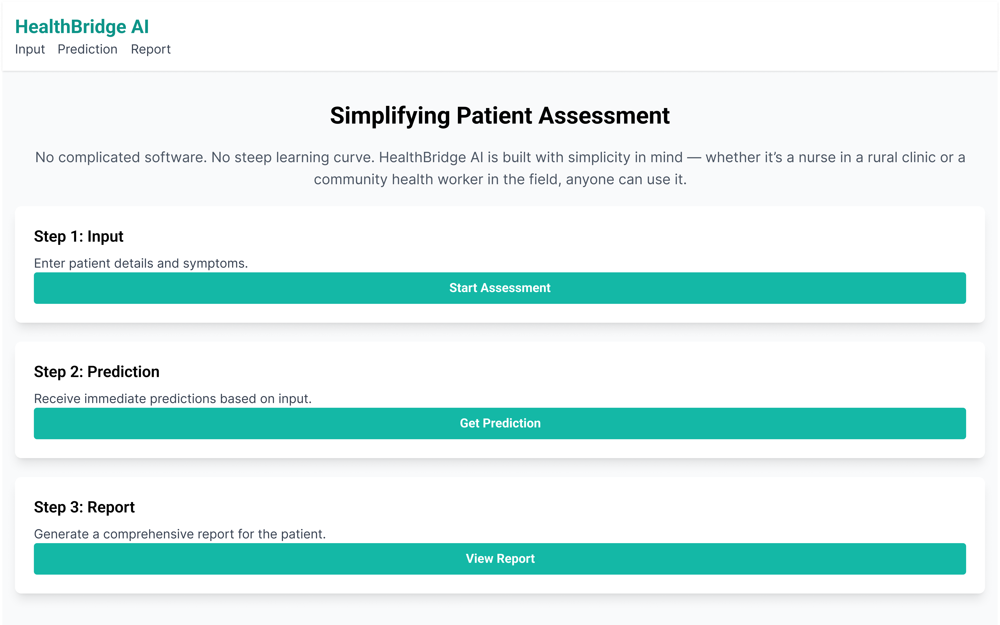 HealthBridge AI
Input Prediction Report
Simplifying Patient Assessment
No complicated software. No steep learning curve. HealthBridge AI is built with simplicity in mind — whether it’s a nurse in a rural clinic or a
community health worker in the field, anyone can use it.
Step 1: Input
Enter patient details and symptoms.
Start Assessment
Step 2: Prediction
Receive immediate predictions based on input.
Get Prediction
Step 3: Report
Generate a comprehensive report for the patient.
View Report